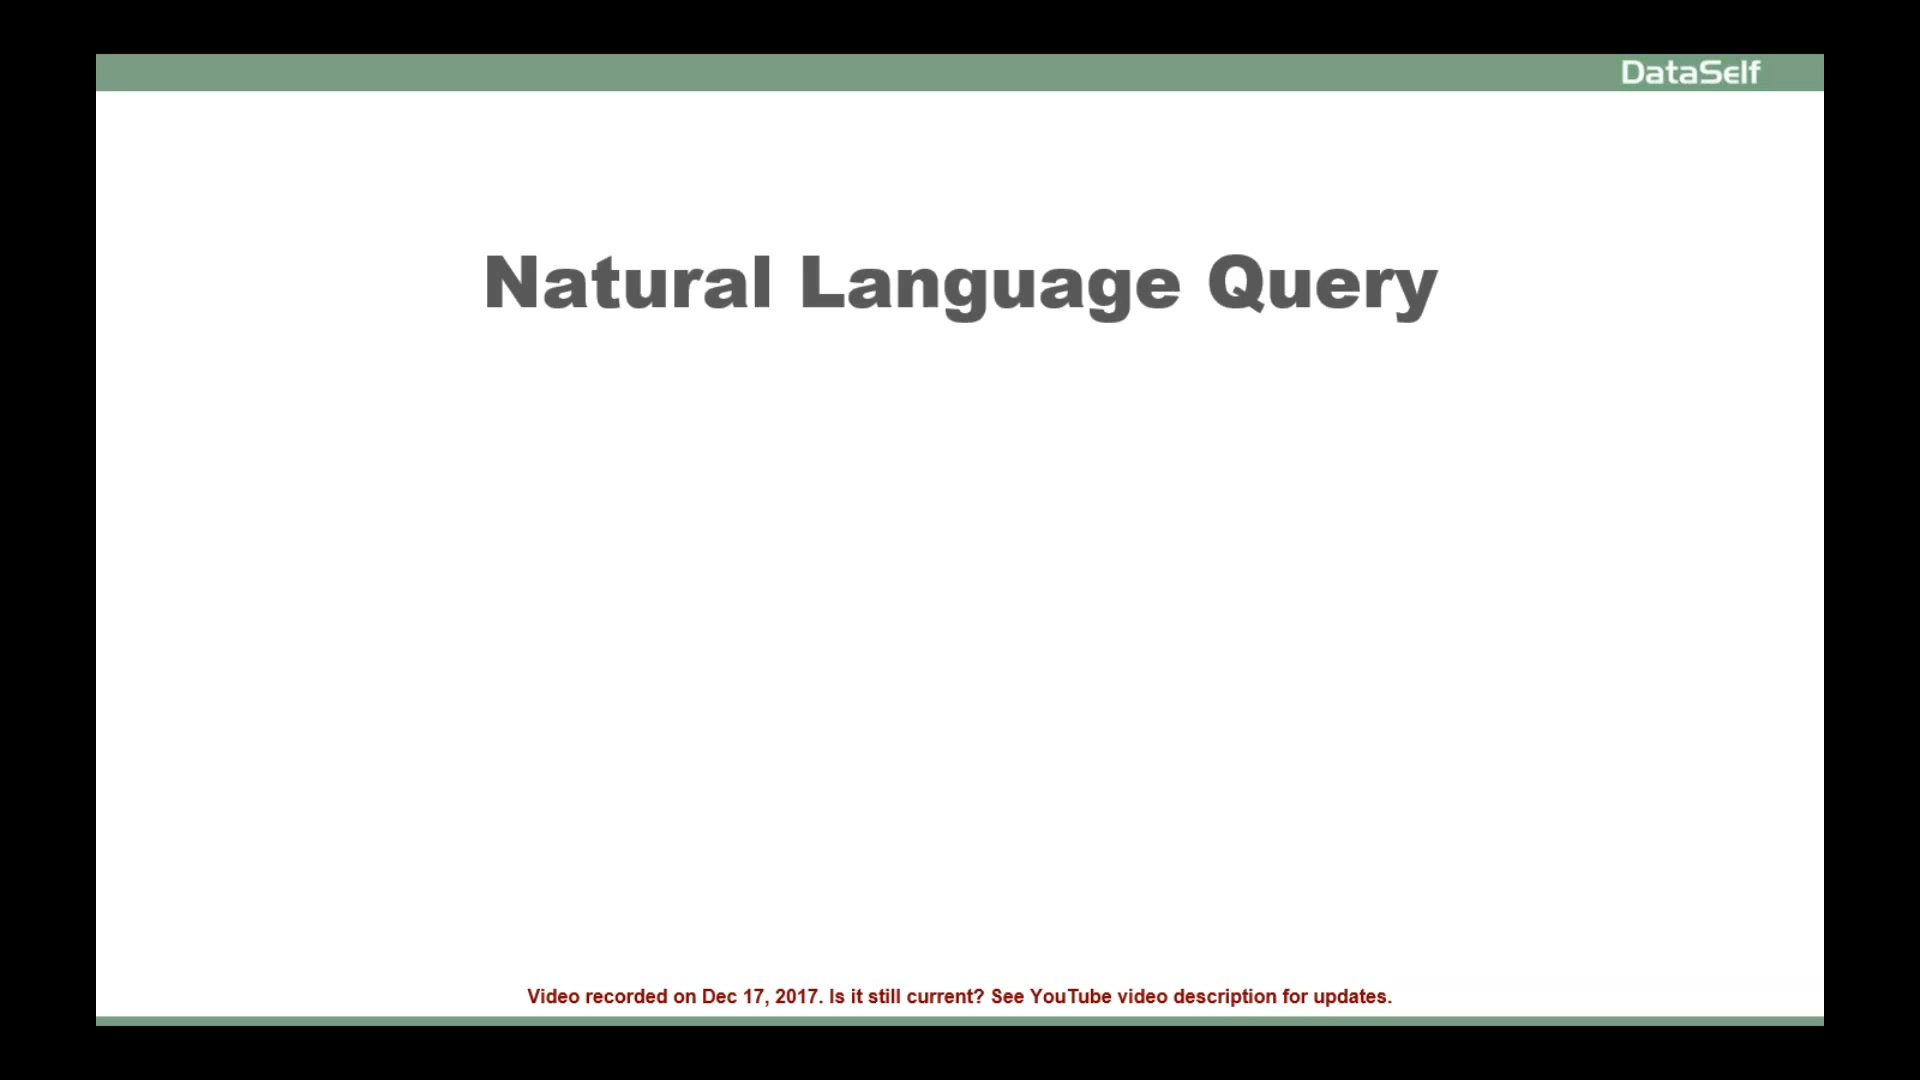 DataSelf
Natural Language Query
Video recorded on Dec 17, 2017. Is it still current? See YouTube video description for updates.